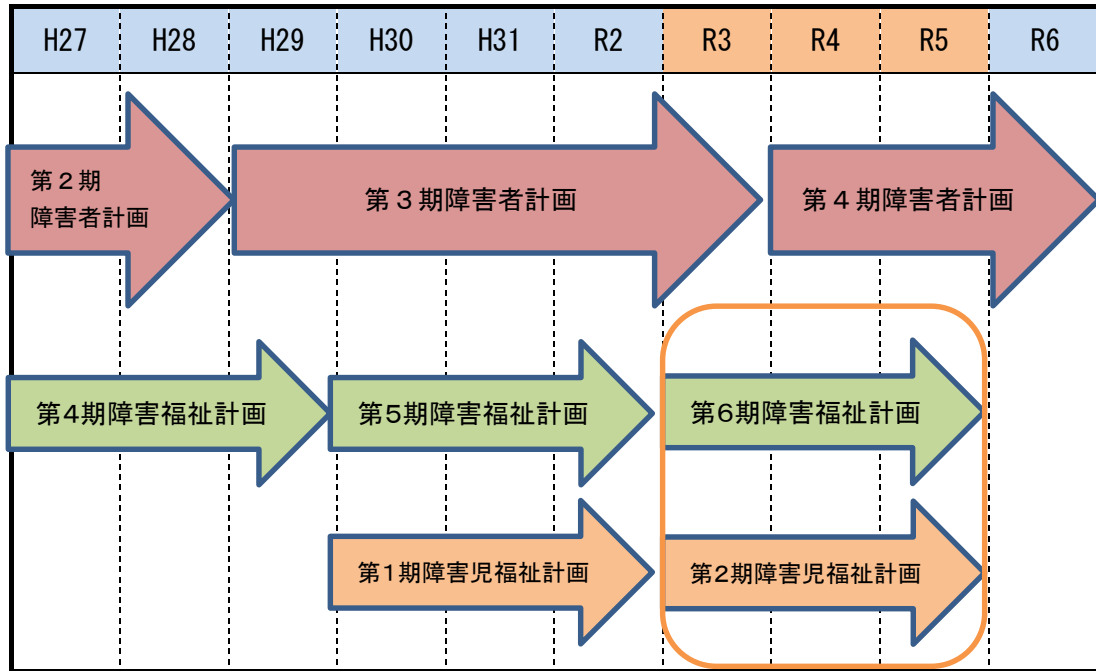 H27 H28 H29 H30 H31 R2 R3 R4 R5 R6
第２期
障害者計画
第３期障害者計画
第４期障害者計画
第4期障害福祉計画
第5期障害福祉計画
第6期障害福祉計画
第1期障害児福祉計画
第2期障害児福祉計画